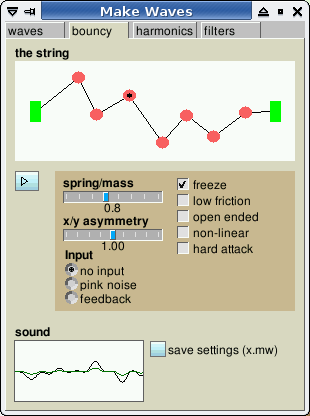 Make Waves
waves bouncy harmonics filters
the string
spring/mass
0.8
x/y asymmetry
1.00
Input
no input
pink noise
feedback
freeze
low friction
open ended
non-linear
hard attack
sound
save settings (x.mw)